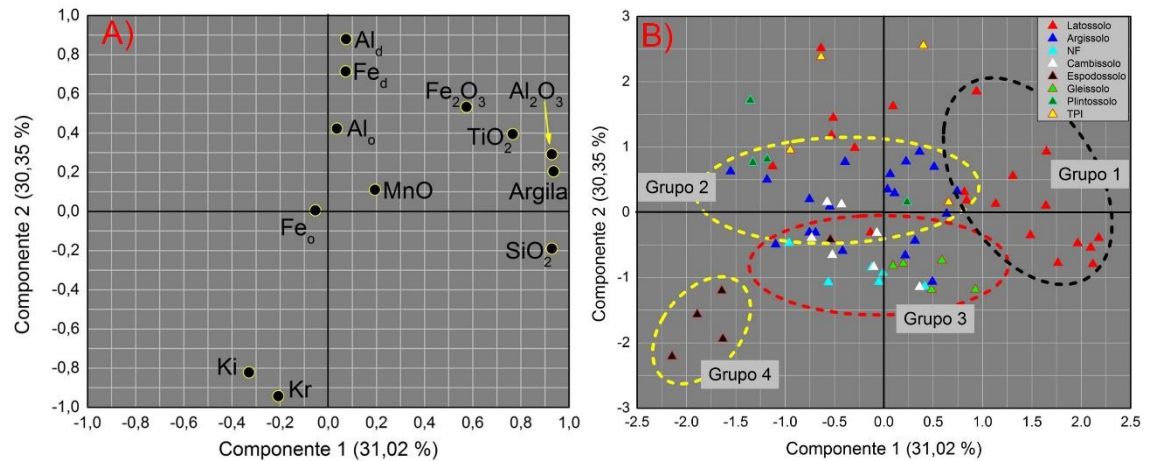 A)
Componente 2 (30,35 %)
1,0
0,8
0,6
0,4
0,2
0,0
-0,2
-0,4
-0,6
-0,8
-1,0
Al_d
Fe_d
Al_o
Fe_2O_3
Al_2O_3
TiO_2
MnO
Argila
Fe_o
SiO_2
Ki
Kr
-1,0 -0,8 -0,6 -0,4 -0,2 0,0 0,2 0,4 0,6 0,8 1,0
Componente 1 (31,02 %)
B)
Componente 2 (30,35 %)
3
2
1
0
-1
-2
-3
Latossolo
Argissolo
NF
Cambissolo
Espodossolo
Gleissolo
Plintossolo
TPI
Grupo 1
Grupo 2
Grupo 3
Grupo 4
-2.5 -2.0 -1.5 -1.0 -0.5 0.0 0.5 1.0 1.5 2.0 2.5
Componente 1 (31,02 %)